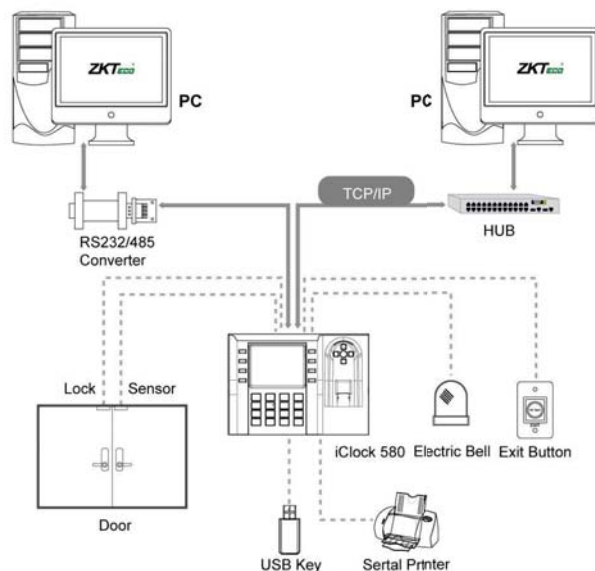 ZKTeco
PC
PC
ZKTeco
TCP/IP
RS232/485
Converter
HUB
Lock
Sensor
iClock 580
Electric Bell
Exit Button
Door
USB Key
Sertal Printer